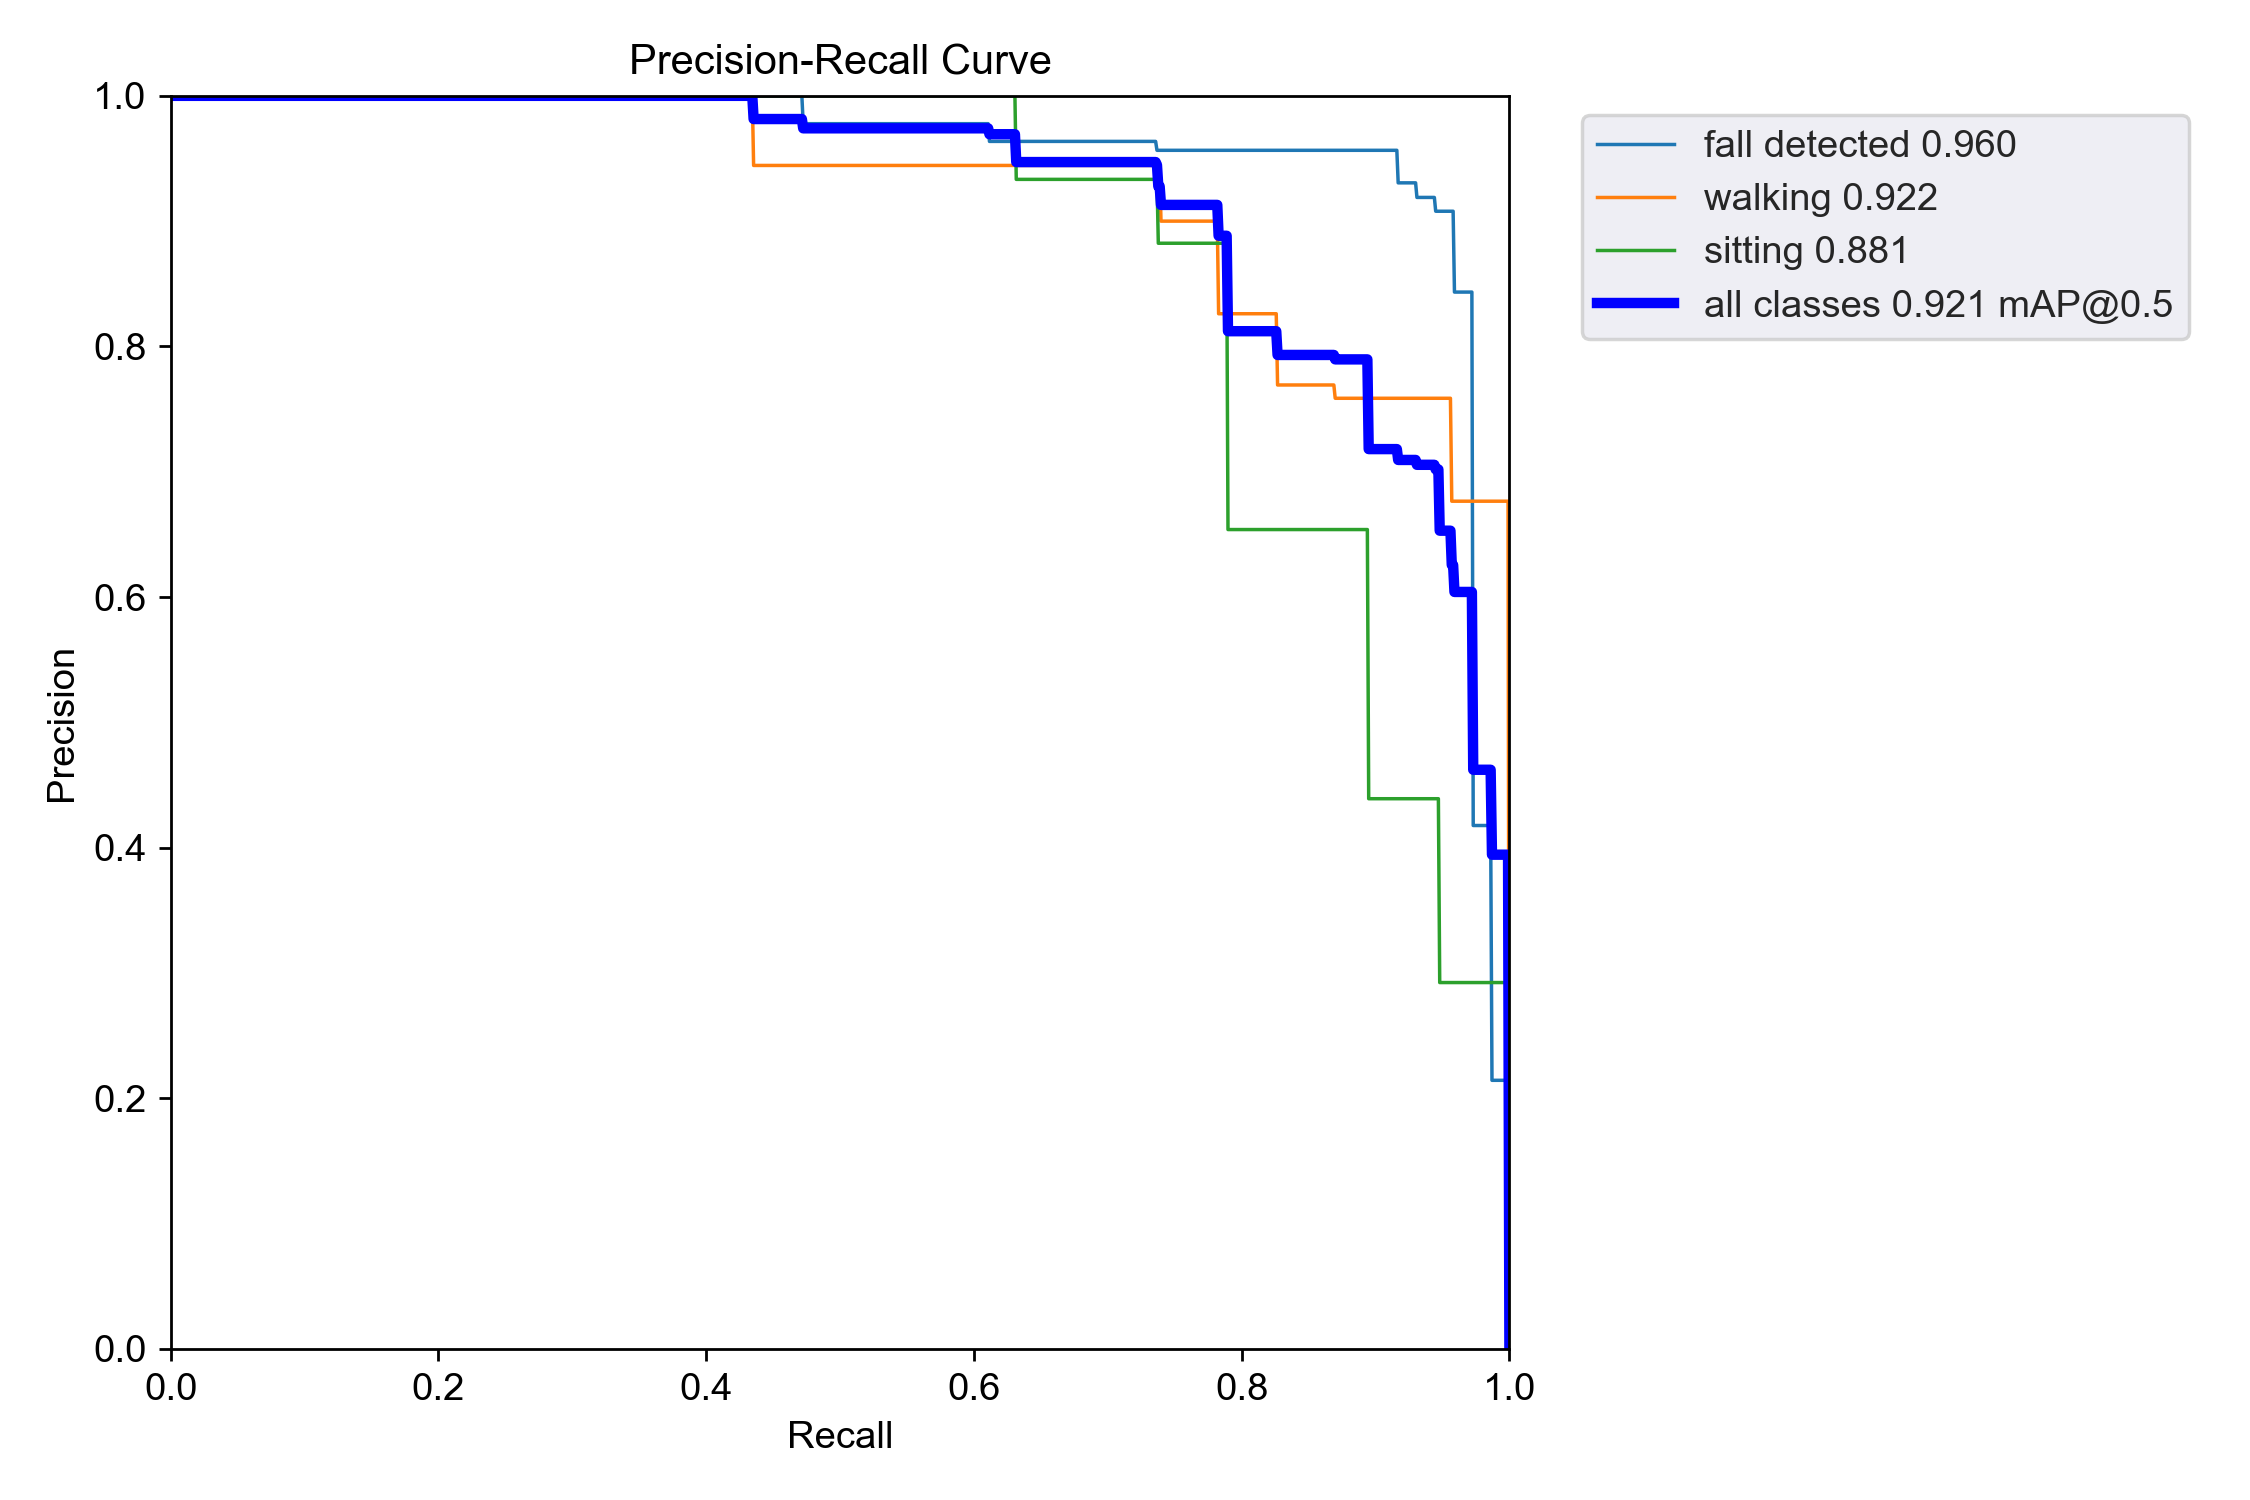 Precision-Recall Curve
1.0
0.8
0.6
0.4
0.2
0.0
Precision
0.0 0.2 0.4 0.6 0.8 1.0
Recall
fall detected 0.960
walking 0.922
sitting 0.881
all classes 0.921 mAP@0.5